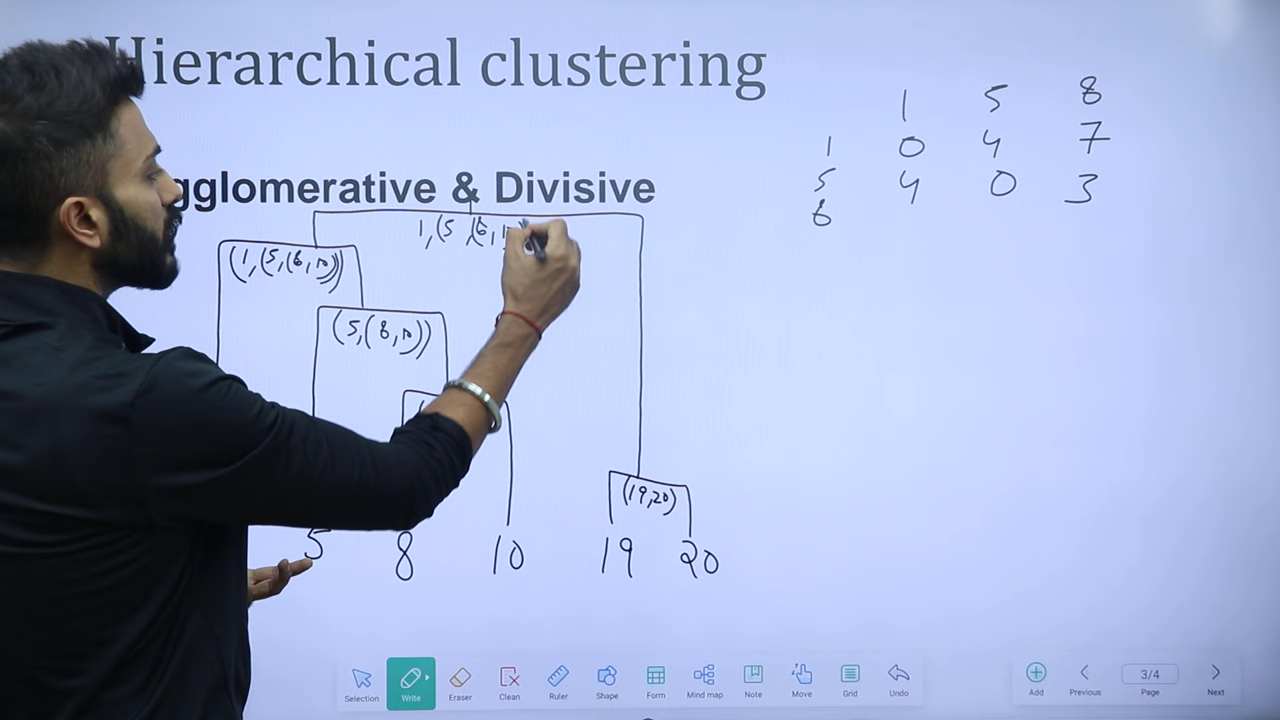 Hierarchical clustering
gglomerative & Divisive
1 5 8
1 0 4 7
5 4 0 3
8
1,(5,(8,1
(1,(5,(8,10)))
(5,(8,10))
(19,20)
5 8 10 19 20
Selection Write Eraser Clean Ruler Shape Form Mind map Note Move Grid Undo
Add Previous 3/4 Page Next